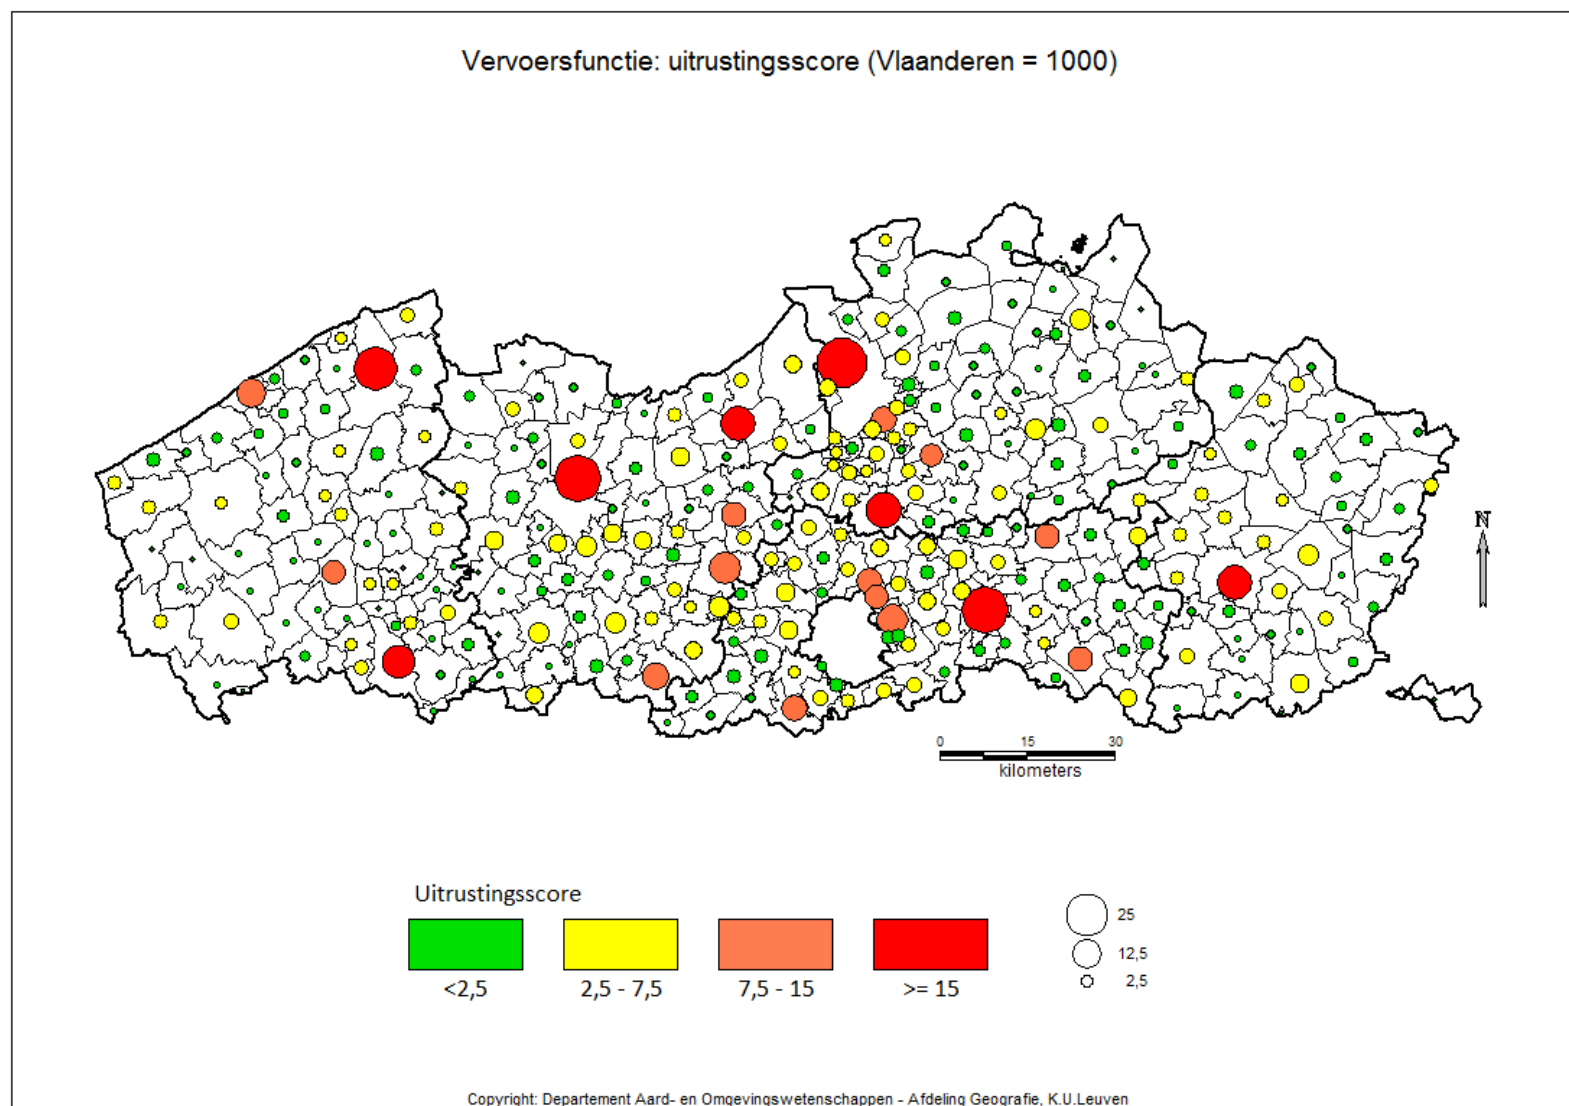 Vervoersfunctie: uitrustingsscore (Vlaanderen = 1000)
N
0 15 30
kilometers
Uitrustingsscore
<2,5 2,5 - 7,5 7,5 - 15 >= 15
25
12,5
2,5
Copyright: Departement Aard- en Omgevingswetenschappen - Afdeling Geografie, K.U.Leuven